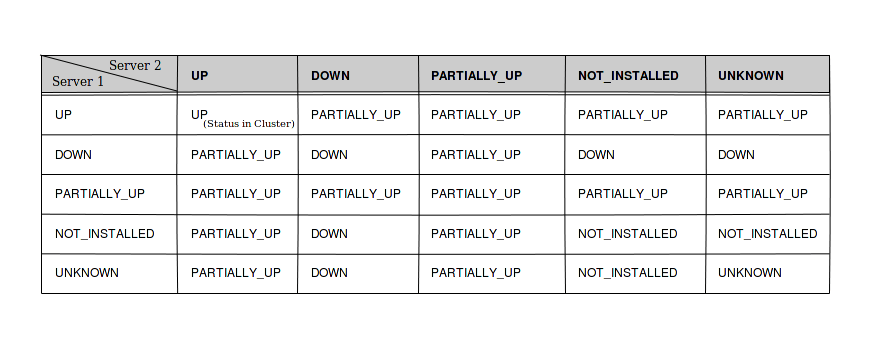 Server 2
Server 1 UP DOWN PARTIALLY_UP NOT_INSTALLED UNKNOWN
UP UP PARTIALLY_UP PARTIALLY_UP PARTIALLY_UP PARTIALLY_UP
(Status in Cluster)
DOWN PARTIALLY_UP DOWN PARTIALLY_UP DOWN DOWN
PARTIALLY_UP PARTIALLY_UP PARTIALLY_UP PARTIALLY_UP PARTIALLY_UP PARTIALLY_UP
NOT_INSTALLED PARTIALLY_UP DOWN PARTIALLY_UP NOT_INSTALLED NOT_INSTALLED
UNKNOWN PARTIALLY_UP DOWN PARTIALLY_UP NOT_INSTALLED UNKNOWN